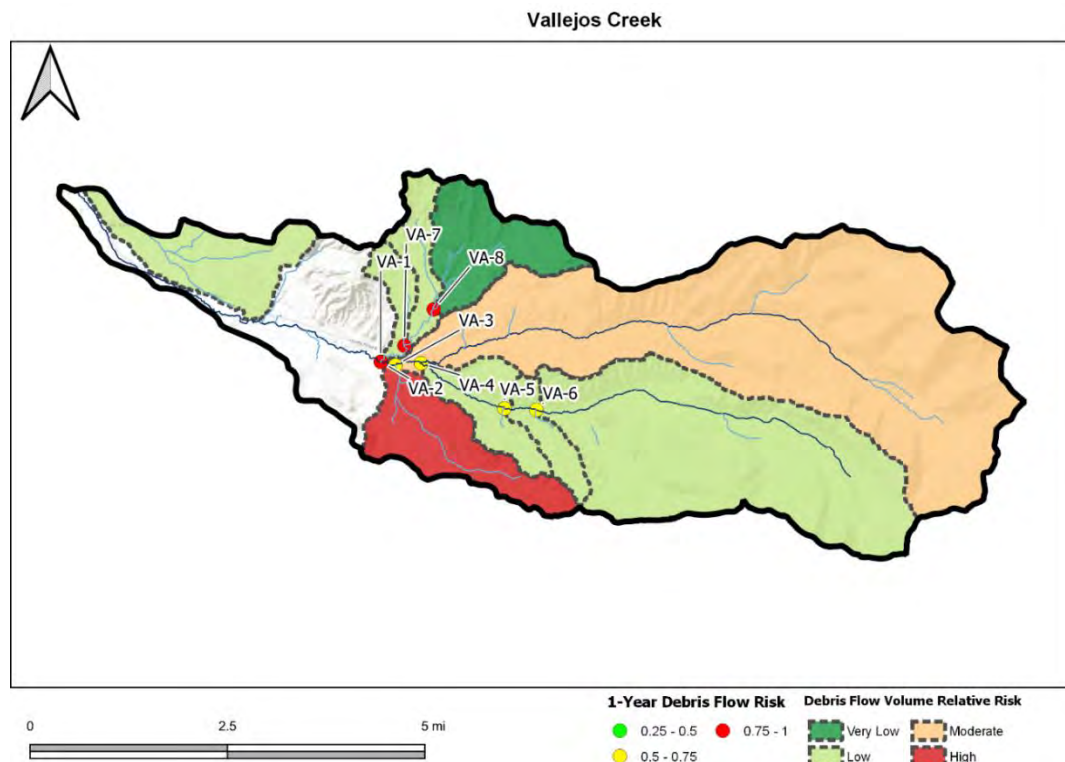 Vallejos Creek
VA-7
VA-1
VA-8
VA-3
VA-4
VA-5
VA-2
VA-6
0 2.5 5 mi
1-Year Debris Flow Risk
0.25 - 0.5
0.75 - 1
0.5 - 0.75
Debris Flow Volume Relative Risk
Very Low
Moderate
Low
High